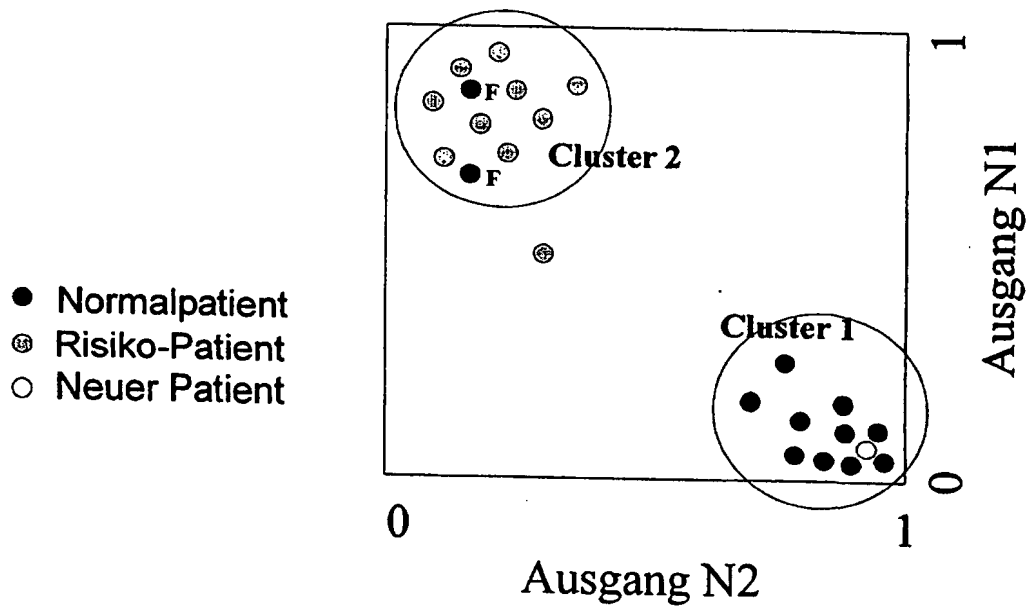 1
F
Cluster 2
F
Ausgang N1
Normalpatient
Risiko-Patient
Neuer Patient
Cluster 1
0
0
1
Ausgang N2